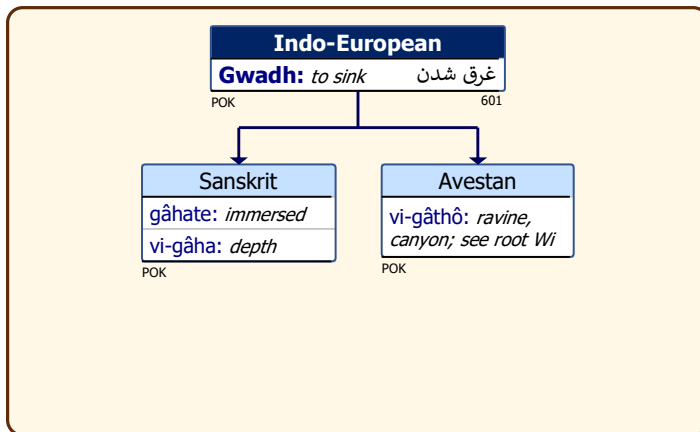 Indo-European
Gwadh: to sink غرق شدن
POK 601
Sanskrit
gâhate: immersed
vi-gâha: depth
POK
Avestan
vi-gâthô: ravine,
canyon; see root Wi
POK